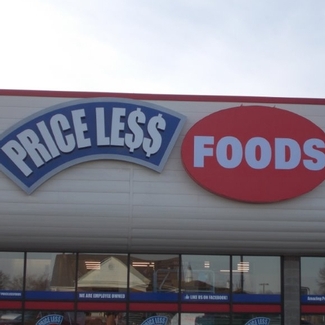 PRICE LE$$
FOODS
WE ARE EMPLOYEE OWNED
LIKE US ON FACEBOOK!